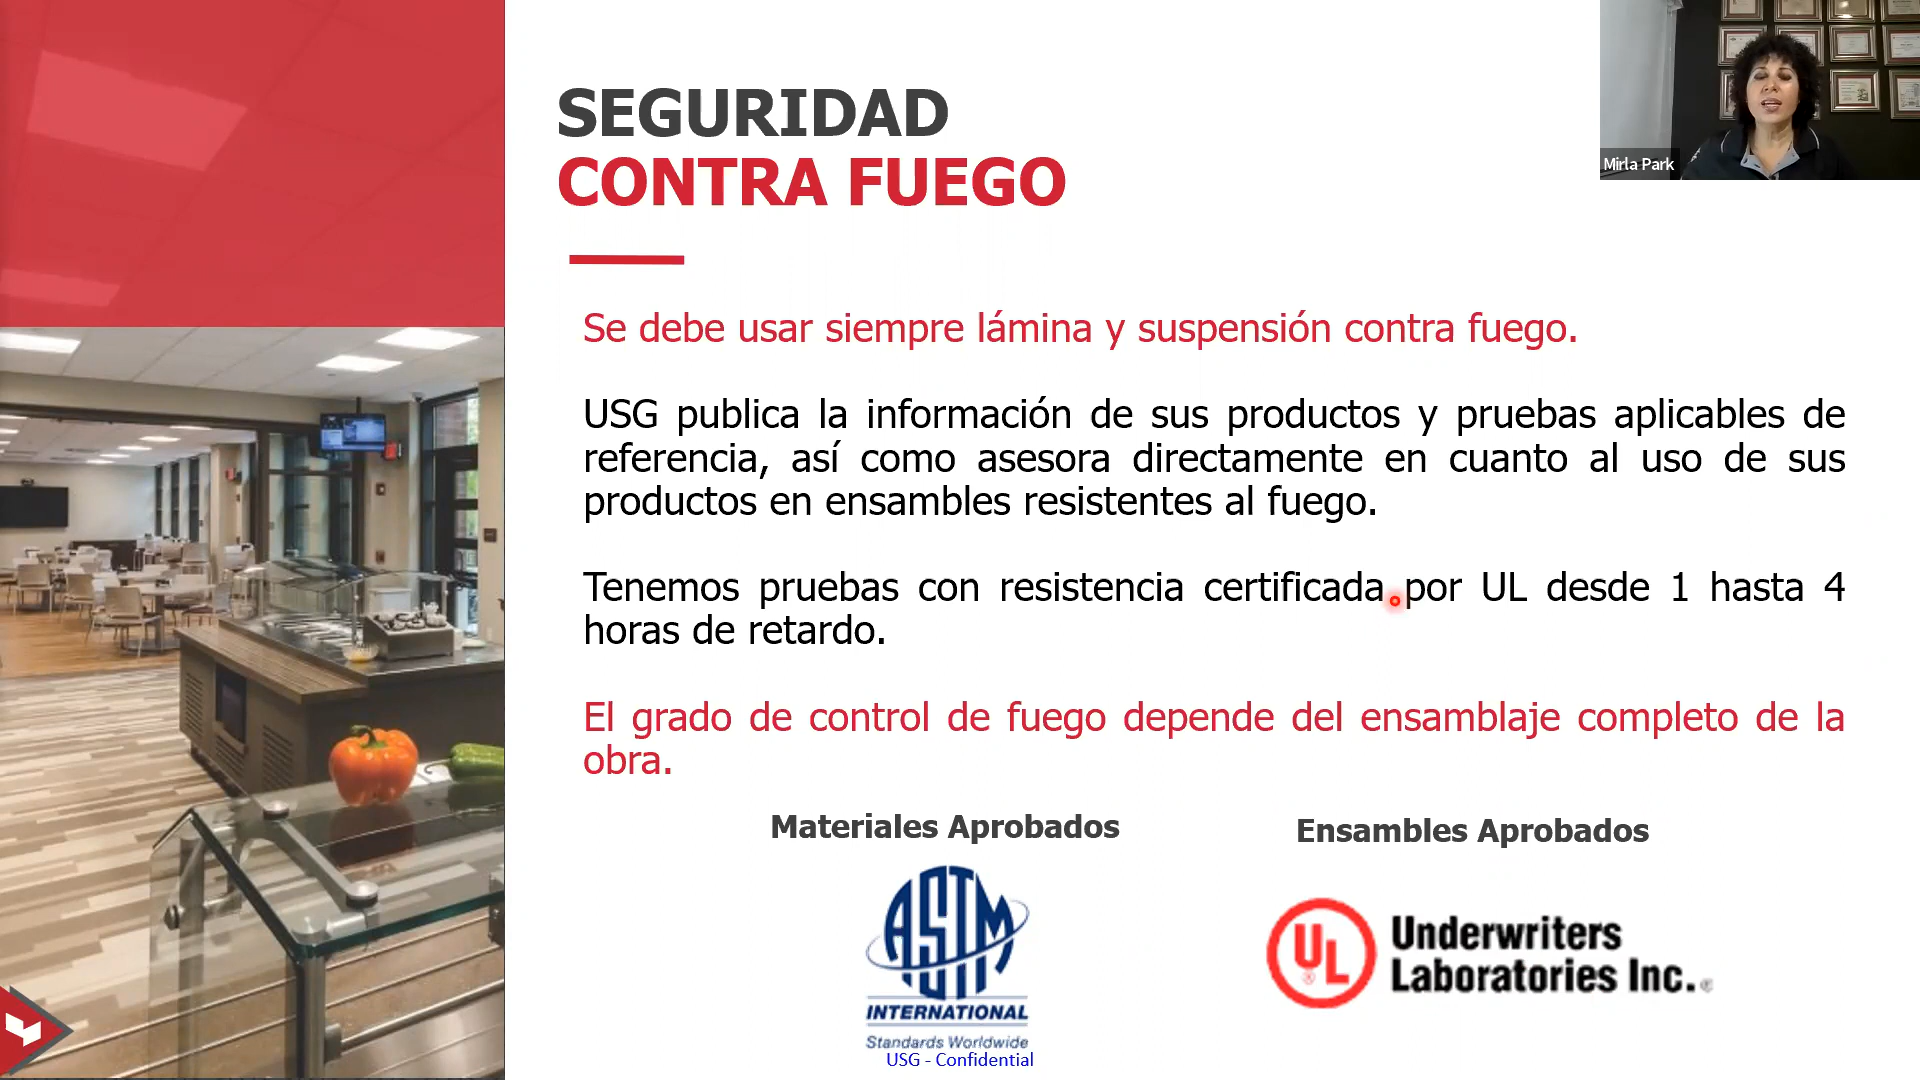 SEGURIDAD
CONTRA FUEGO
Mirla Park
Se debe usar siempre lámina y suspensión contra fuego.
USG publica la información de sus productos y pruebas aplicables de
referencia, así como asesora directamente en cuanto al uso de sus
productos en ensambles resistentes al fuego.
Tenemos pruebas con resistencia certificada por UL desde 1 hasta 4
horas de retardo.
El grado de control de fuego depende del ensamblaje completo de la
obra.
Materiales Aprobados
Ensambles Aprobados
ASTM
INTERNATIONAL
Standards Worldwide
UL
Underwriters
Laboratories Inc.
USG - Confidential